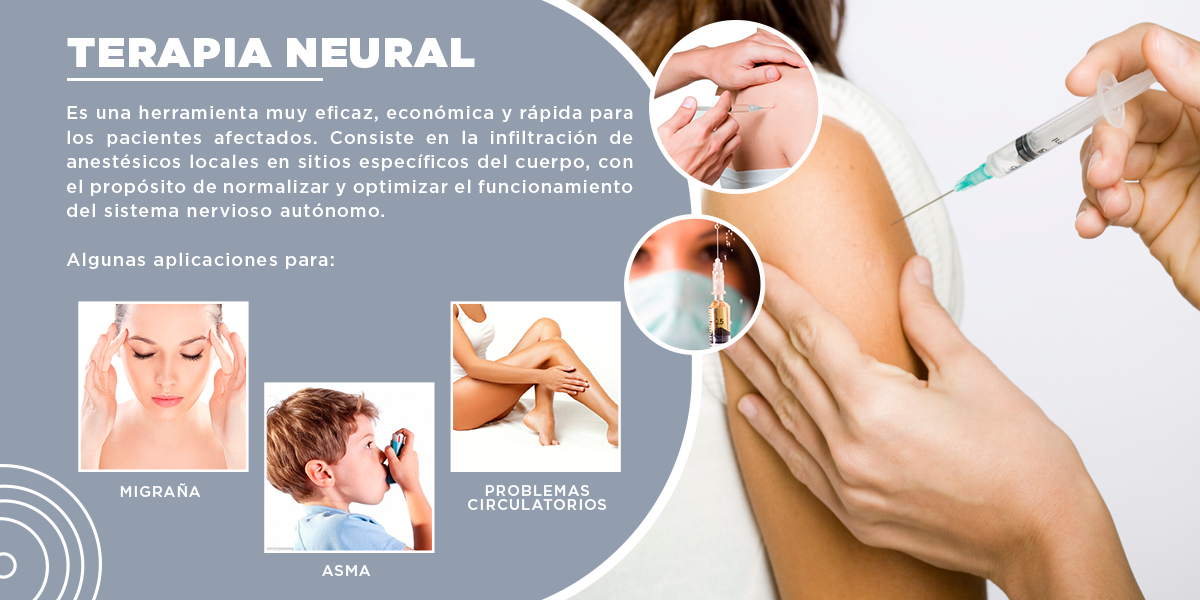 TERAPIA NEURAL
Es una herramienta muy eficaz, económica y rápida para
los pacientes afectados. Consiste en la infiltración de
anestésicos locales en sitios específicos del cuerpo, con
el propósito de normalizar y optimizar el funcionamiento
del sistema nervioso autónomo.
Algunas aplicaciones para:
MIGRAÑA
ASMA
PROBLEMAS
CIRCULATORIOS